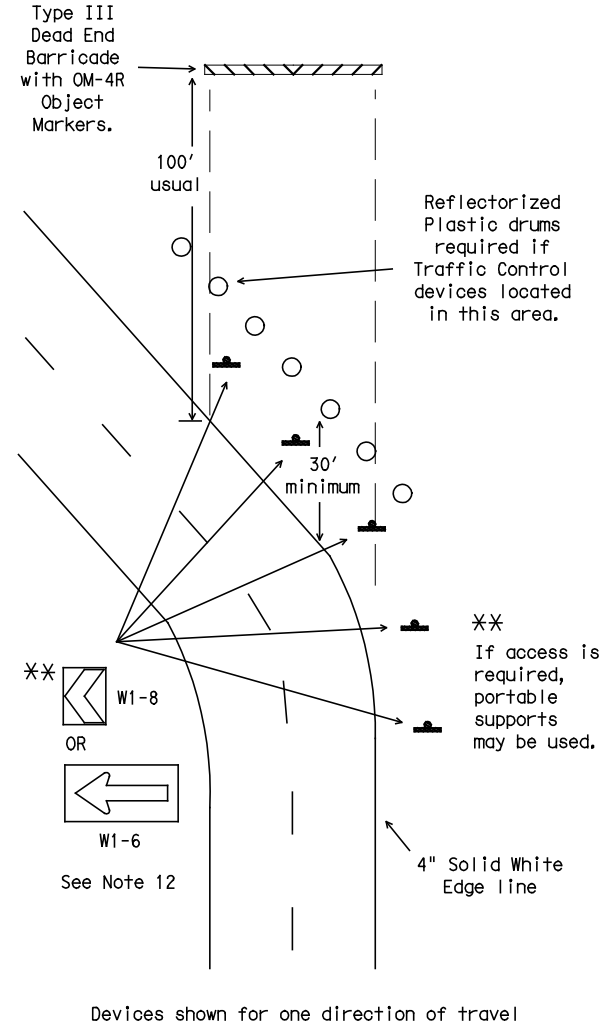 Type III
Dead End
Barricade
with OM-4R
Object
Markers.
100'
usual
Reflectorized
Plastic drums
required if
Traffic Control
devices located
in this area.
30'
minimum
**
If access is
required,
portable
supports
may be used.
**
W1-8
OR
W1-6
See Note 12
4" Solid White
Edge line
Devices shown for one direction of travel